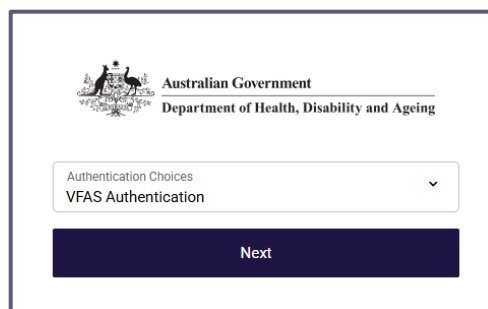 Australian Government
Department of Health, Disability and Ageing
Authentication Choices
VFAS Authentication
Next